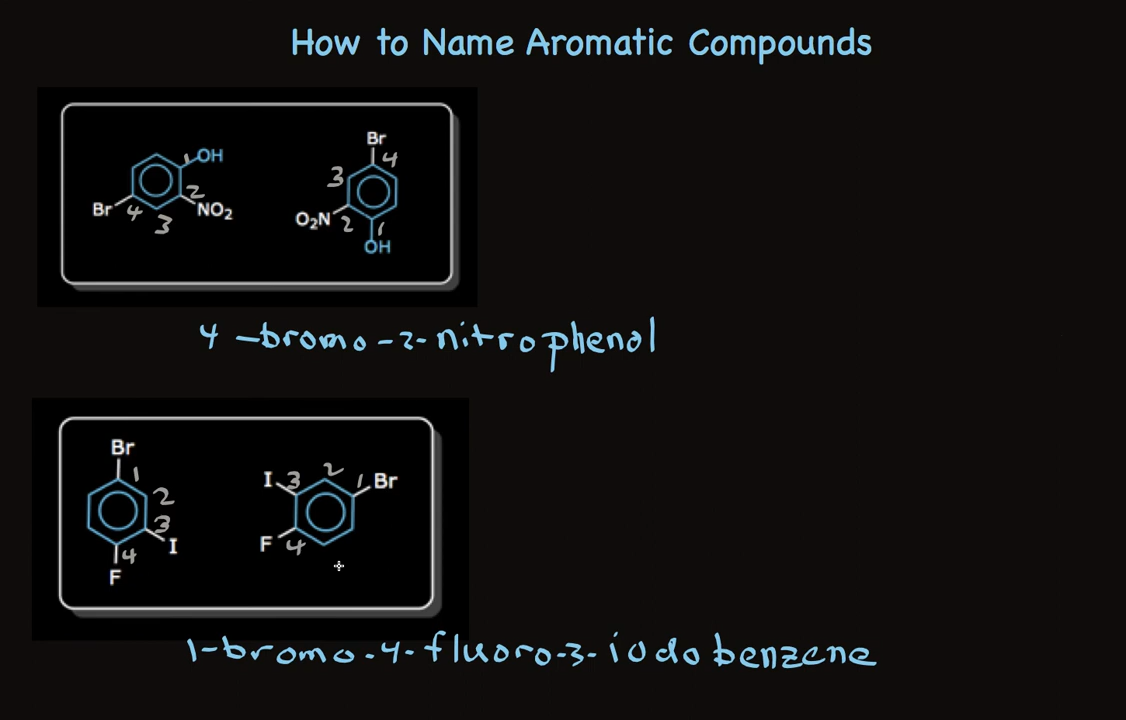 How to Name Aromatic Compounds
1 OH
Br 4 3 2 NO2
Br
4
3
O2N 2 1
OH
4-bromo-2-nitrophenol
Br
1
2
3
I
4
F
I 3 2 1 Br
F 4
1-bromo-4-fluoro-3-iodobenzene